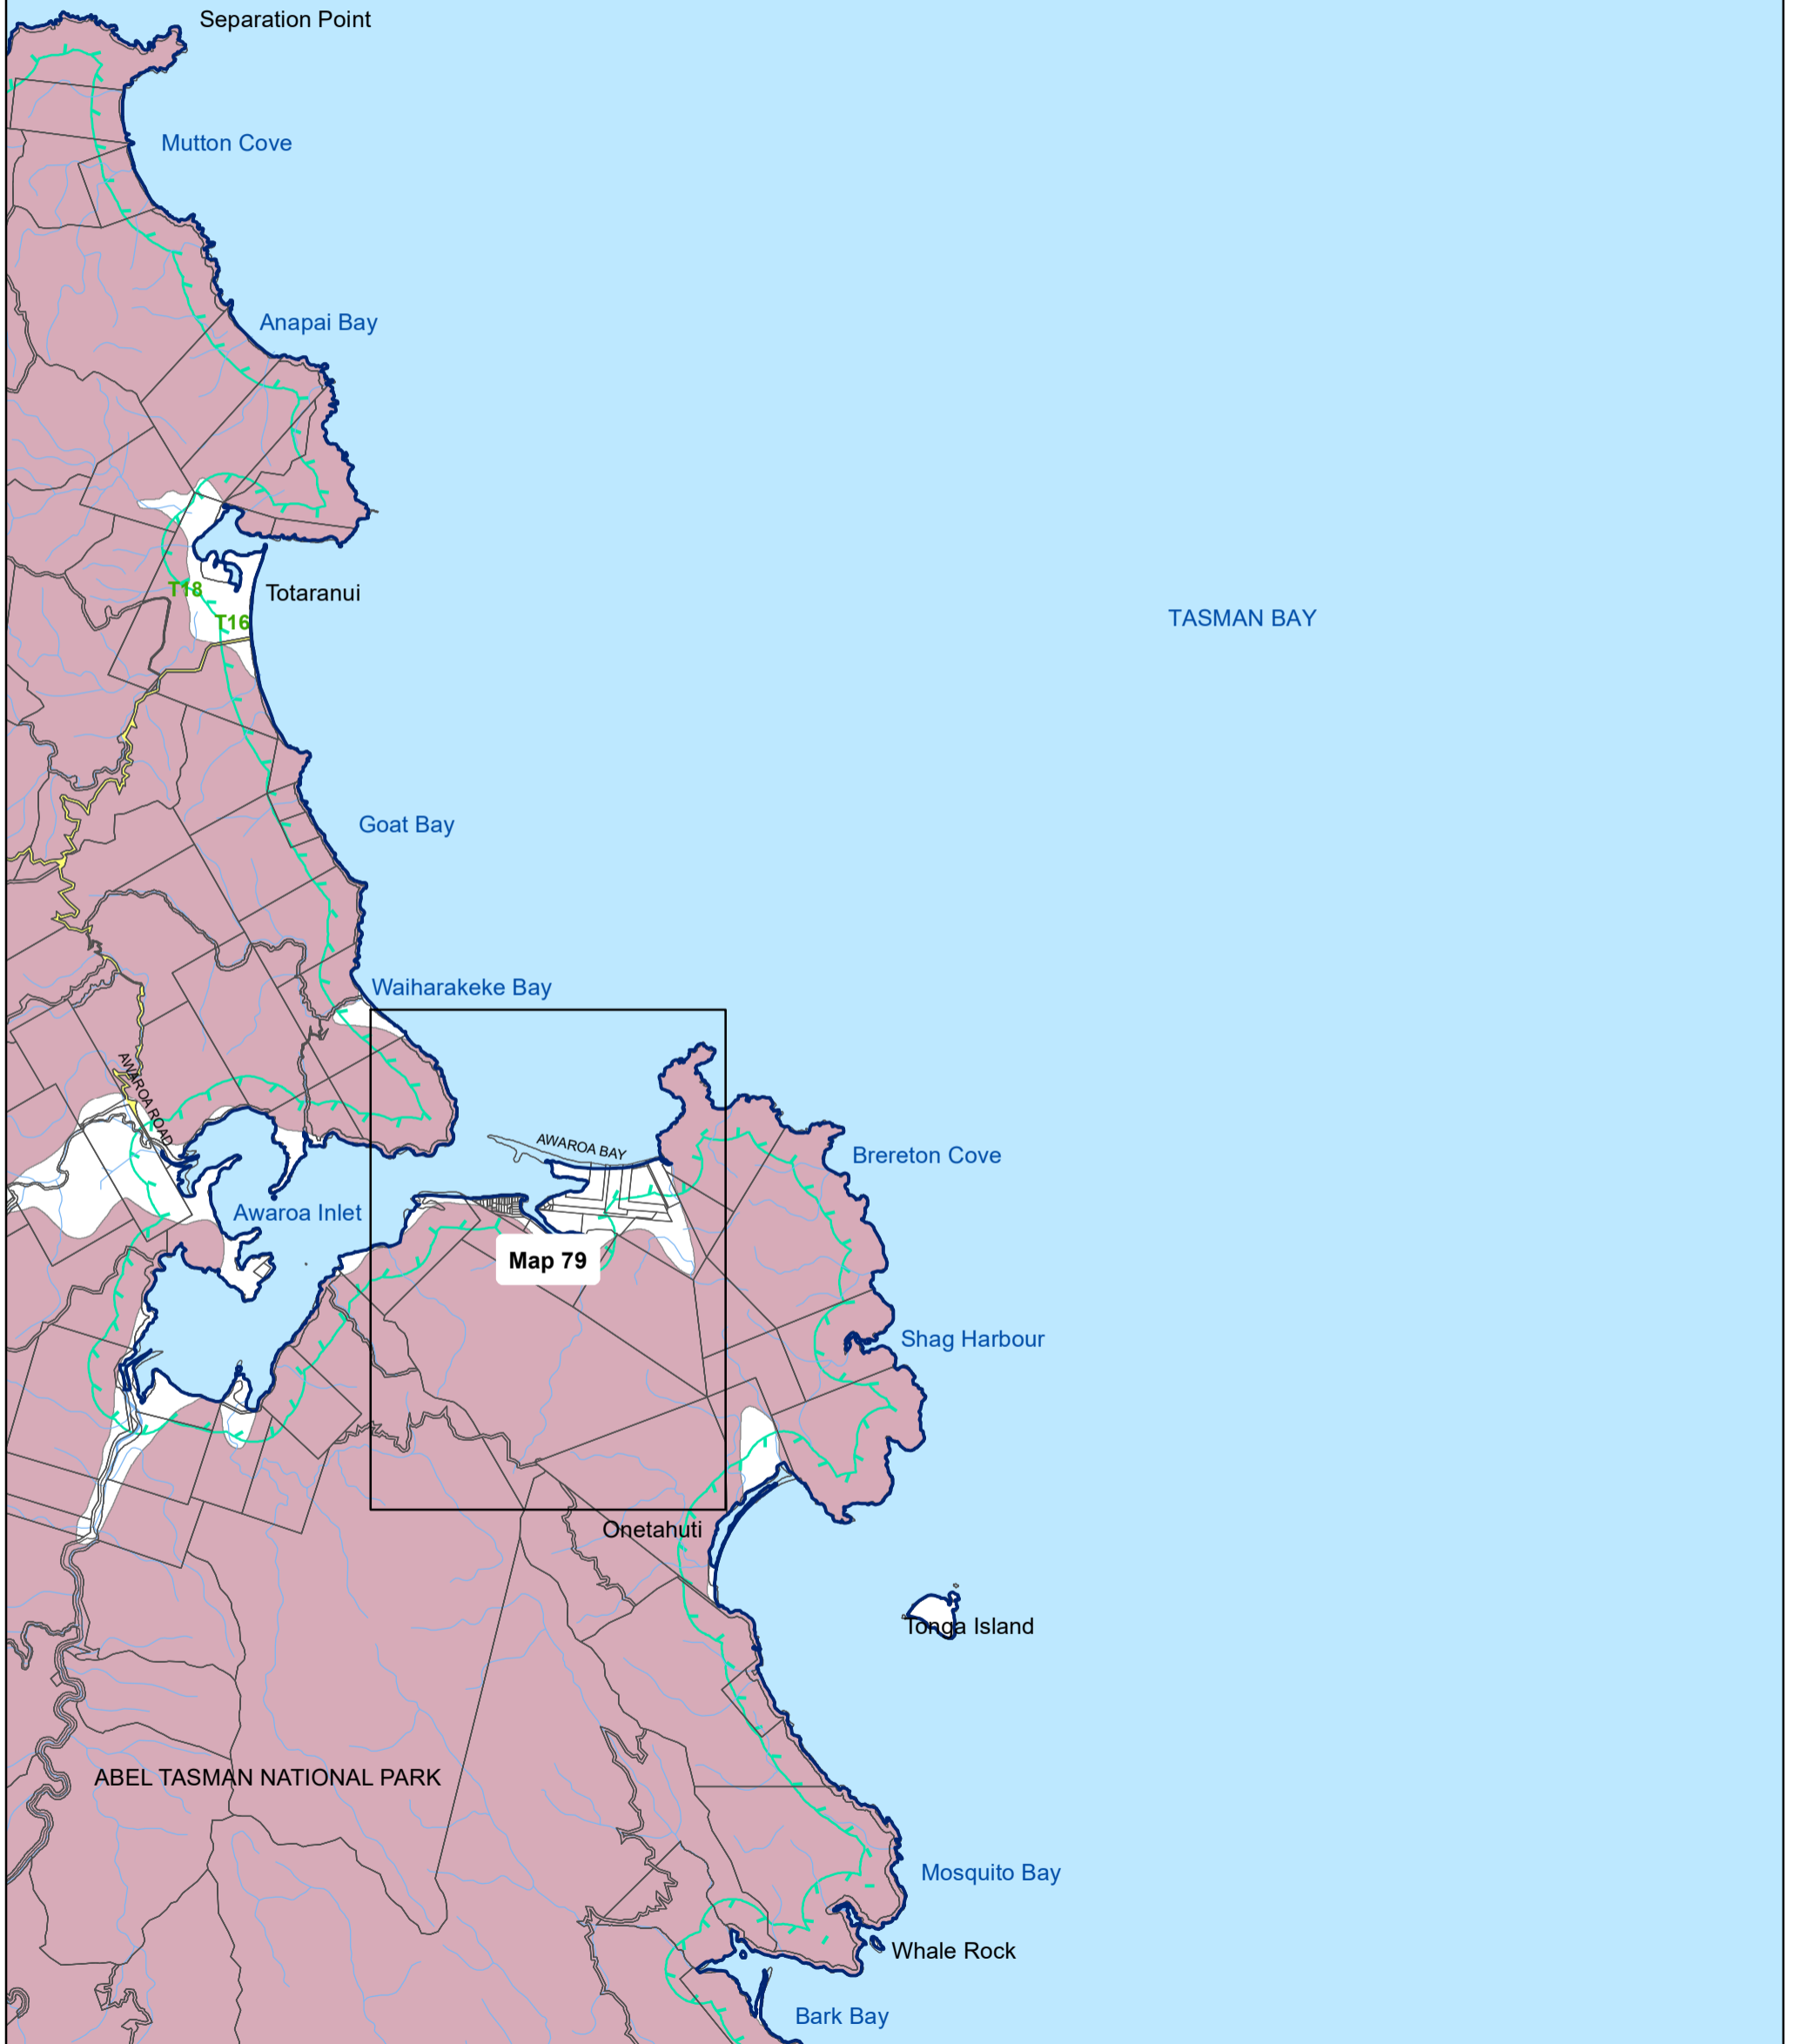 Separation Point
Mutton Cove
Anapai Bay
T18
Totaranui
T16
TASMAN BAY
Goat Bay
Waiharakeke Bay
AWAROA ROAD
AWAROA BAY
Brereton Cove
Awaroa Inlet
Map 79
Shag Harbour
Onetahuti
Tonga Island
ABEL TASMAN NATIONAL PARK
Mosquito Bay
Whale Rock
Bark Bay